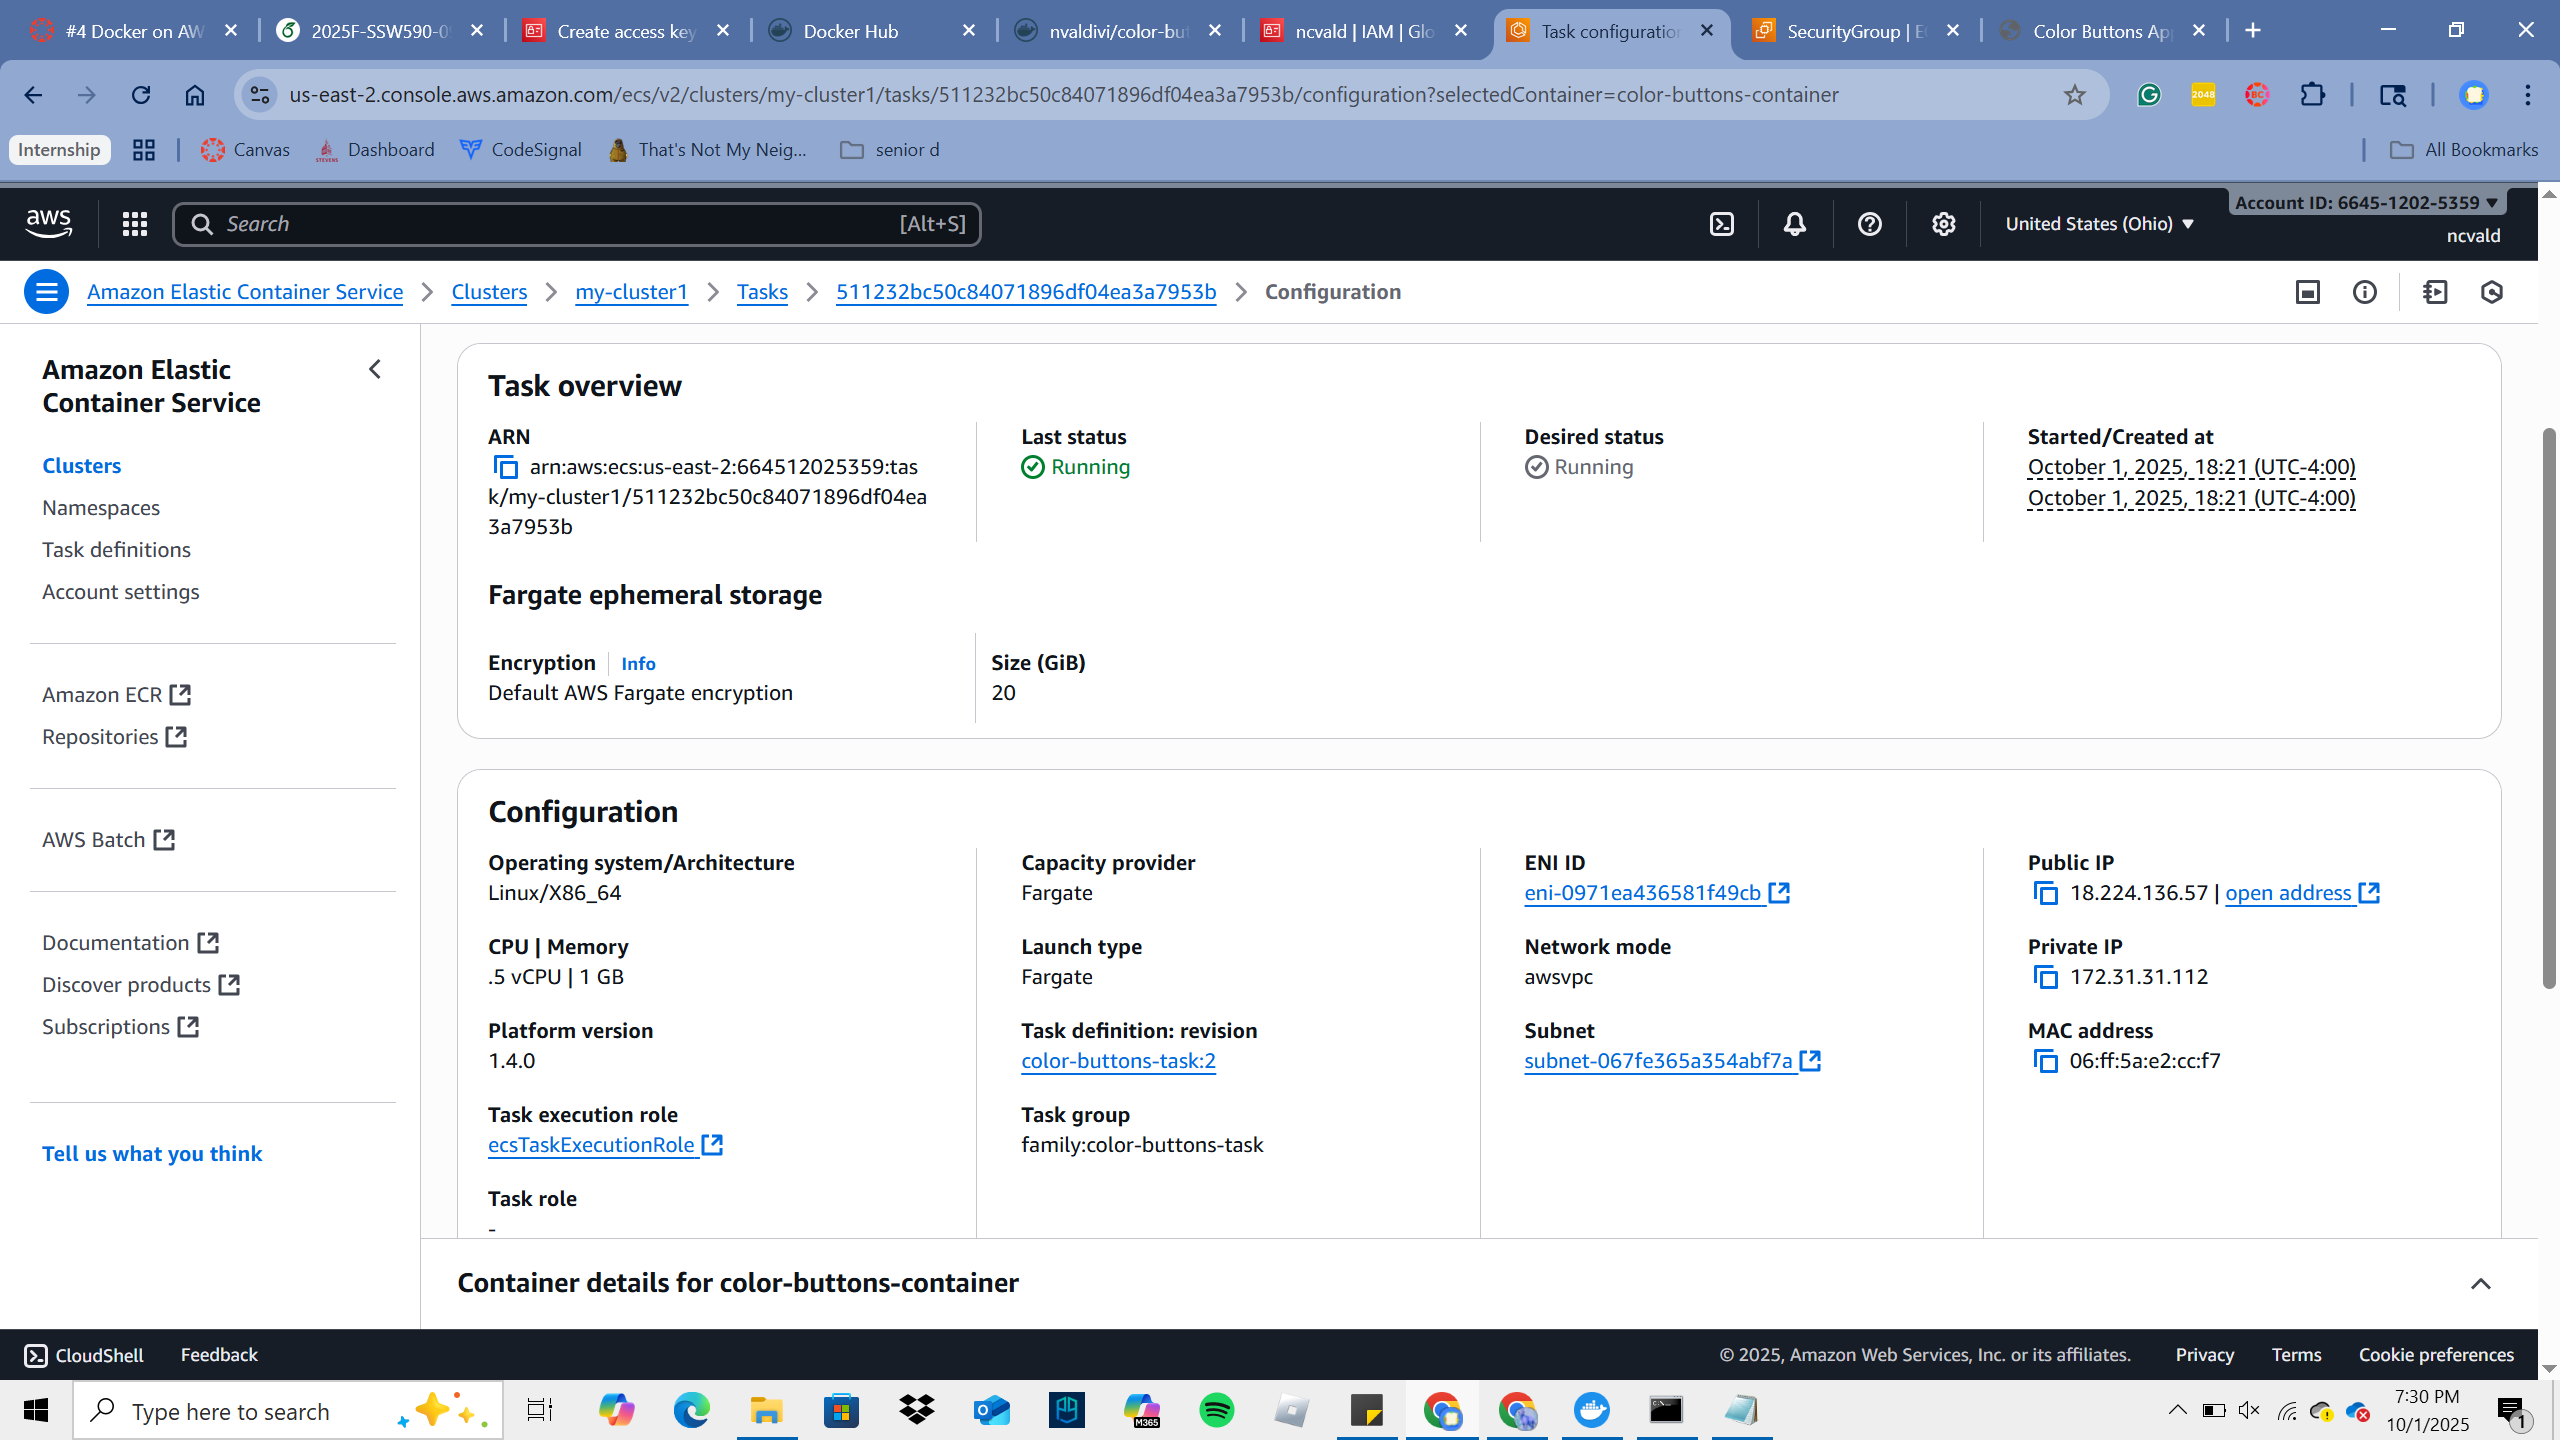 #4 Docker on AW
2025F-SSW590-0
Create access key
Docker Hub
nvaldivi/color-but
ncvald | IAM | Glo
Task configuration
SecurityGroup | E
Color Buttons Ap
us-east-2.console.aws.amazon.com/ecs/v2/clusters/my-cluster1/tasks/511232bc50c84071896df04ea3a7953b/configuration?selectedContainer=color-buttons-container
2048
BC
Internship
Canvas
STEVENS
Dashboard
CodeSignal
That's Not My Neig...
senior d
All Bookmarks
aws
Search
[Alt+S]
United States (Ohio)
Account ID: 6645-1202-5359
ncvald
Amazon Elastic Container Service
Clusters
my-cluster1
Tasks
511232bc50c84071896df04ea3a7953b
Configuration
Amazon Elastic
Container Service
Clusters
Namespaces
Task definitions
Account settings
Amazon ECR
Repositories
AWS Batch
Documentation
Discover products
Subscriptions
Tell us what you think
Task overview
ARN
arn:aws:ecs:us-east-2:664512025359:tas
k/my-cluster1/511232bc50c84071896df04ea
3a7953b
Last status
Running
Desired status
Running
Started/Created at
October 1, 2025, 18:21 (UTC-4:00)
October 1, 2025, 18:21 (UTC-4:00)
Fargate ephemeral storage
Encryption
Info
Default AWS Fargate encryption
Size (GiB)
20
Configuration
Operating system/Architecture
Linux/X86_64
CPU | Memory
.5 vCPU | 1 GB
Platform version
1.4.0
Task execution role
ecsTaskExecutionRole
Task role
-
Capacity provider
Fargate
Launch type
Fargate
Task definition: revision
color-buttons-task:2
Task group
family:color-buttons-task
ENI ID
eni-0971ea436581f49cb
Network mode
awsvpc
Subnet
subnet-067fe365a354abf7a
Public IP
18.224.136.57 | open address
Private IP
172.31.31.112
MAC address
06:ff:5a:e2:cc:f7
Container details for color-buttons-container
CloudShell
Feedback
© 2025, Amazon Web Services, Inc. or its affiliates.
Privacy
Terms
Cookie preferences
Type here to search
M365
7:30 PM
10/1/2025
1